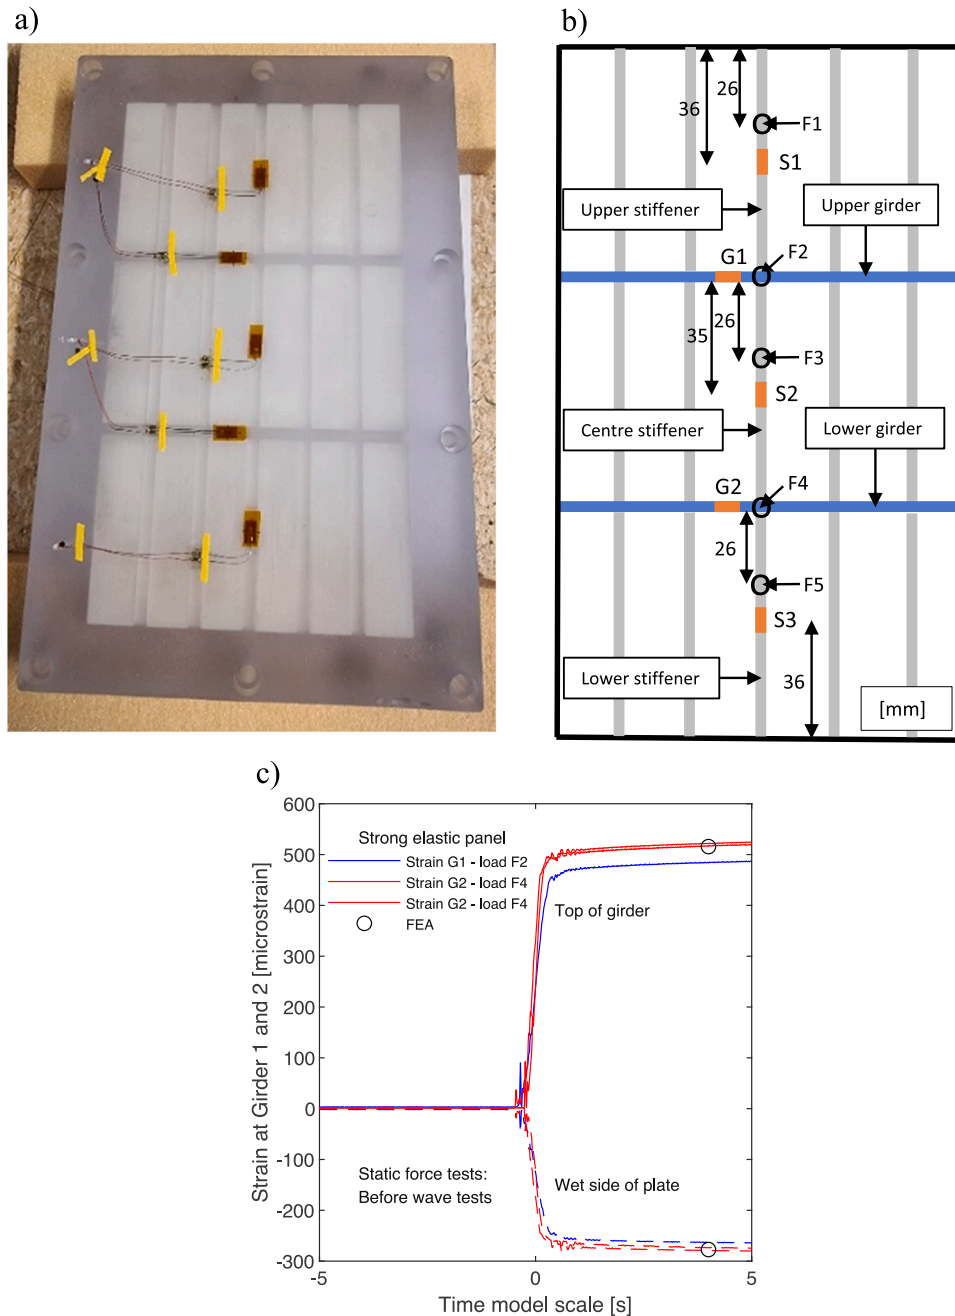 a)
b)
26
36
F1
S1
Upper stiffener
Upper girder
G1
F2
26
35
F3
S2
Centre stiffener
Lower girder
G2
F4
26
F5
S3
Lower stiffener
36
[mm]
c)
600
500
400
300
200
100
0
-100
-200
-300
Strain at Girder 1 and 2 [microstrain]
Strong elastic panel
Strain G1 - load F2
Strain G2 - load F4
Strain G2 - load F4
FEA
Top of girder
Static force tests:
Before wave tests
Wet side of plate
-5
0
5
Time model scale [s]